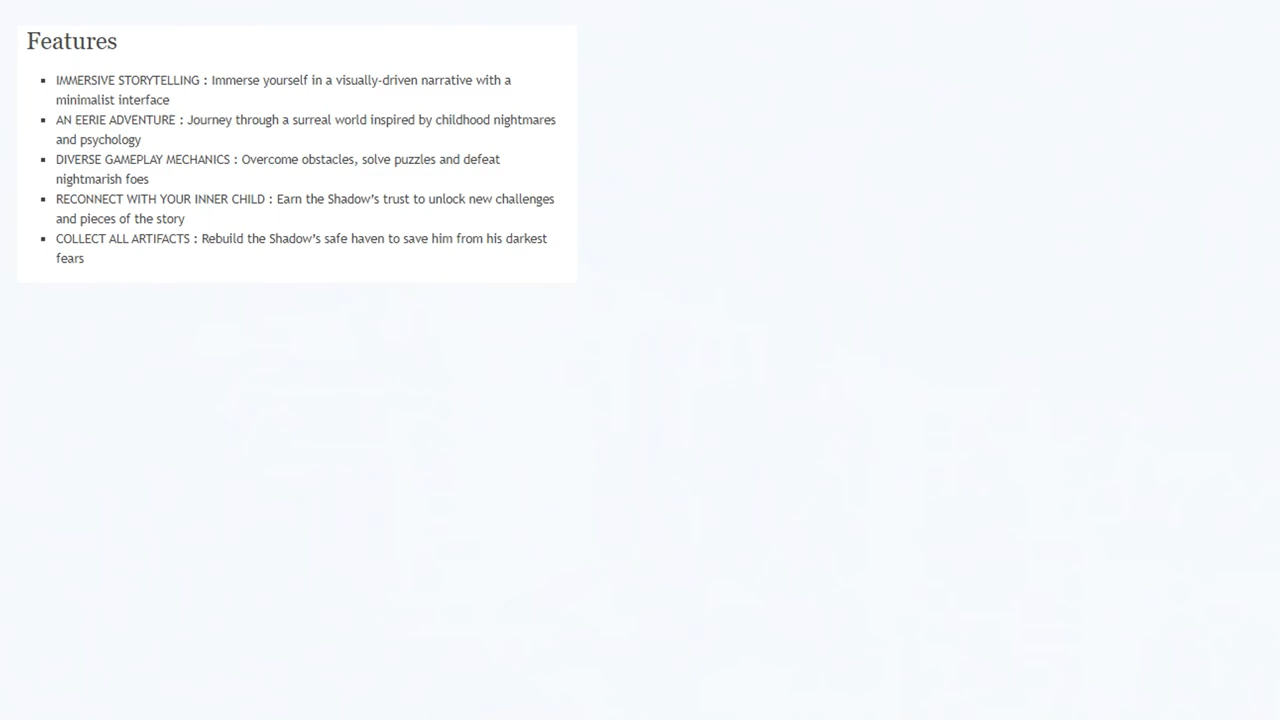 Features
▪ IMMERSIVE STORYTELLING : Immerse yourself in a visually-driven narrative with a
minimalist interface
▪ AN EERIE ADVENTURE : Journey through a surreal world inspired by childhood nightmares
and psychology
▪ DIVERSE GAMEPLAY MECHANICS : Overcome obstacles, solve puzzles and defeat
nightmarish foes
▪ RECONNECT WITH YOUR INNER CHILD : Earn the Shadow’s trust to unlock new challenges
and pieces of the story
▪ COLLECT ALL ARTIFACTS : Rebuild the Shadow’s safe haven to save him from his darkest
fears